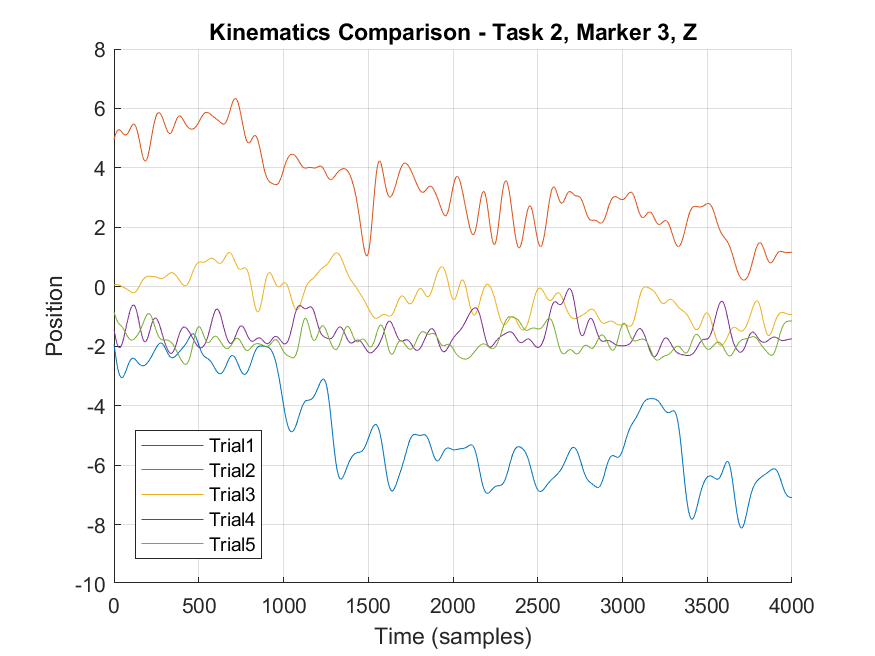 Kinematics Comparison - Task 2, Marker 3, Z
8
6
4
2
0
-2
-4
-6
-8
-10
Position
Trial1
Trial2
Trial3
Trial4
Trial5
0 500 1000 1500 2000 2500 3000 3500 4000
Time (samples)